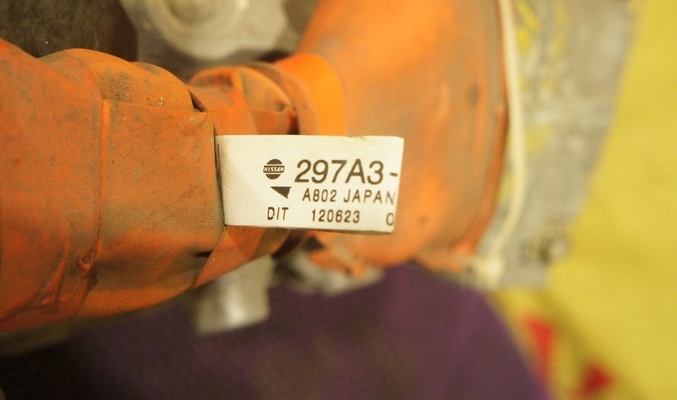 NISSAN 297A3-
A802 JAPAN
DIT 120623